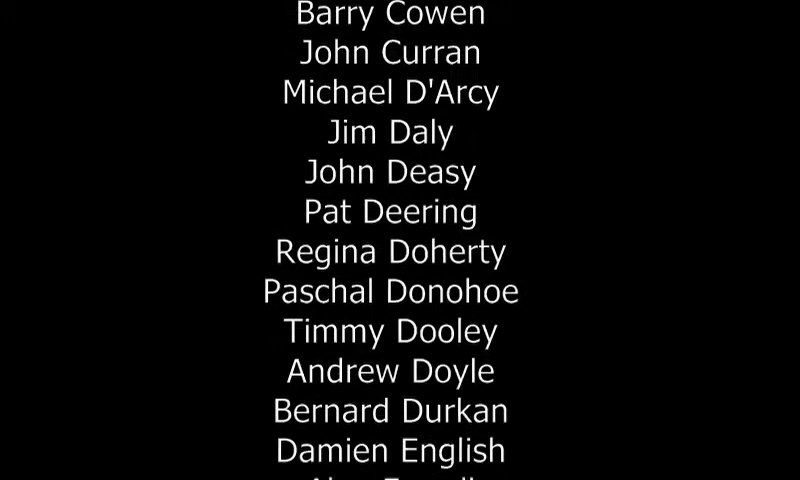 Barry Cowen
John Curran
Michael D'Arcy
Jim Daly
John Deasy
Pat Deering
Regina Doherty
Paschal Donohoe
Timmy Dooley
Andrew Doyle
Bernard Durkan
Damien English